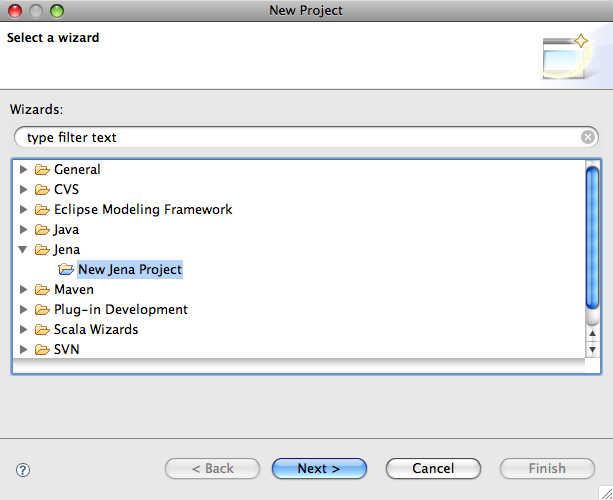 New Project
Select a wizard
Wizards:
type filter text
General
CVS
Eclipse Modeling Framework
Java
Jena
New Jena Project
Maven
Plug-in Development
Scala Wizards
SVN
? < Back Next > Cancel Finish